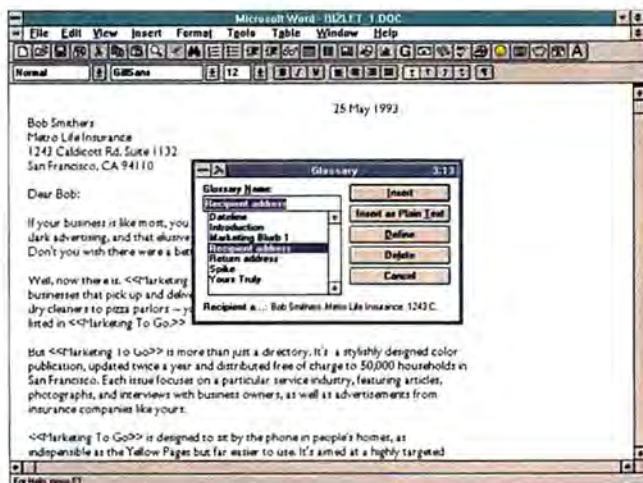 Microsoft Word - BIZLET_1.DOC
File Edit View Insert Format Tools Table Window Help
Normal GillSans 12 B I U
25 May 1993
Bob Smithers
Metro Life Insurance
1243 Caldicott Rd. Suite 1132
San Francisco, CA 94110
Dear Bob:
If your business is like most, you
dark advertising, and that elusive
Don't you wish there were a bet
Well, now there is. <<Marketing
businesses that pick up and deliv
dry cleaners to pizza parlors -- y
listed in <<Marketing To Go.>>
Glossary 3:13
Glossary Name:
Recipient address
Dateline
Introduction
Marketing Blurb 1
Recipient address
Return address
Spike
Yours Truly
Insert
Insert as Plain Text
Define
Delete
Cancel
Recipient a...: Bob Smithers. Metro Life Insurance. 1243 C.
But <<Marketing To Go>> is more than just a directory. It's a stylishly designed color
publication, updated twice a year and distributed free of charge to 50,000 households in
San Francisco. Each issue focuses on a particular service industry, featuring articles,
photographs, and interviews with business owners, as well as advertisements from
insurance companies like yours.
<<Marketing To Go>> is designed to sit by the phone in people's homes, as
indispensible as the Yellow Pages but far easier to use. It's aimed at a highly targeted
For Help, press F1